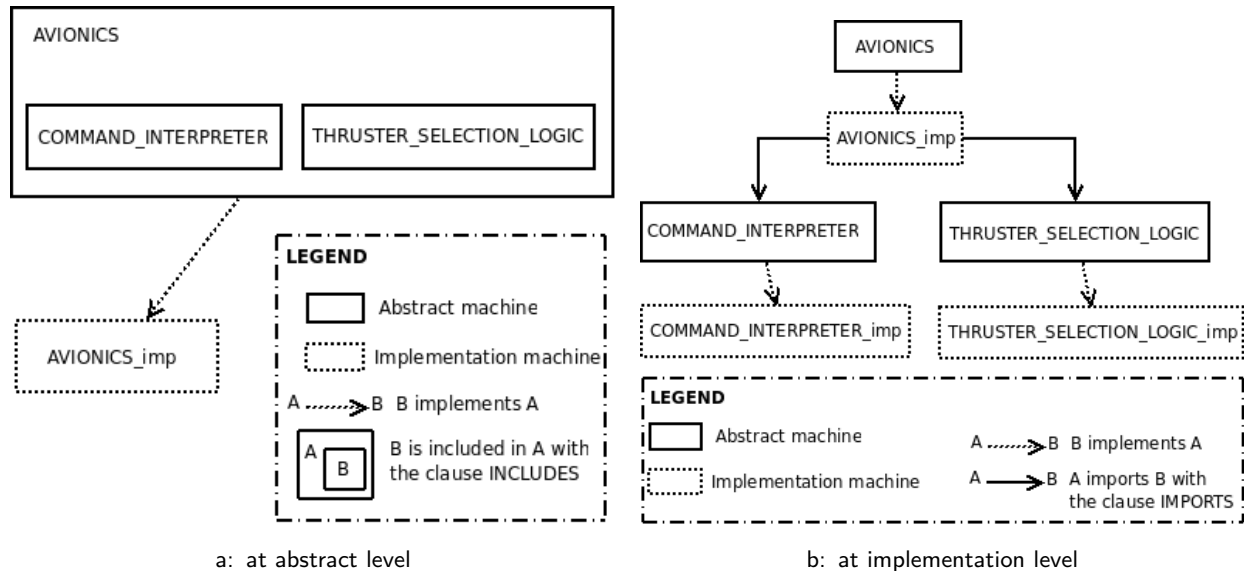 AVIONICS
COMMAND_INTERPRETER
THRUSTER_SELECTION_LOGIC
AVIONICS_imp
LEGEND
Abstract machine
Implementation machine
A B B implements A
A
B
B is included in A with
the clause INCLUDES
a: at abstract level
AVIONICS
AVIONICS_imp
COMMAND_INTERPRETER
THRUSTER_SELECTION_LOGIC
COMMAND_INTERPRETER_imp
THRUSTER_SELECTION_LOGIC_imp
LEGEND
Abstract machine
Implementation machine
A B B implements A
A B A imports B with
the clause IMPORTS
b: at implementation level